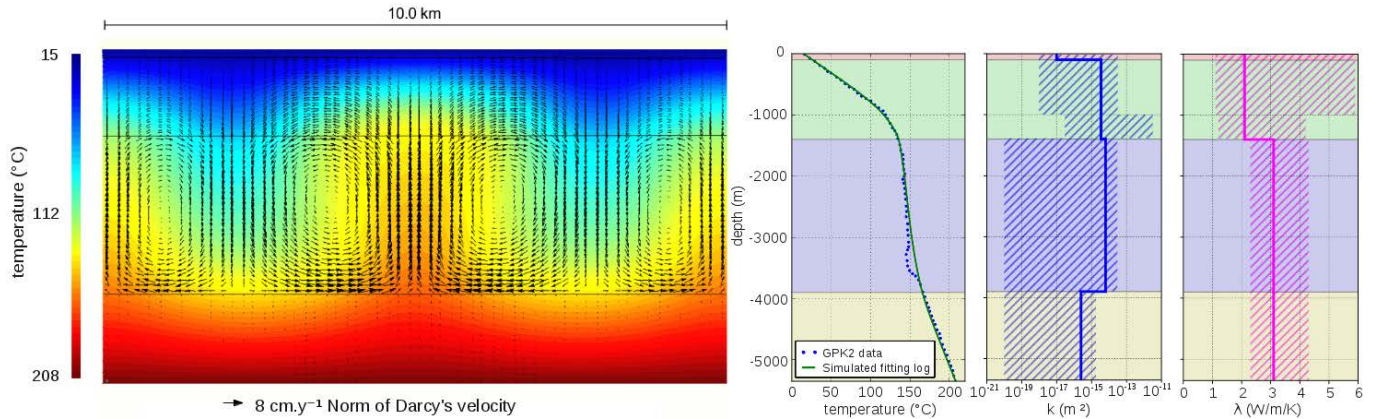 10.0 km
15
112
208
temperature (°C)
8 cm.y⁻¹ Norm of Darcy's velocity
0
-1000
-2000
-3000
-4000
-5000
depth (m)
GPK2 data
Simulated fitting log
0 50 100 150 200
temperature (°C)
10⁻²¹ 10⁻¹⁹ 10⁻¹⁷ 10⁻¹⁵ 10⁻¹³ 10⁻¹¹
k (m²)
0 1 2 3 4 5 6
λ (W/m/K)